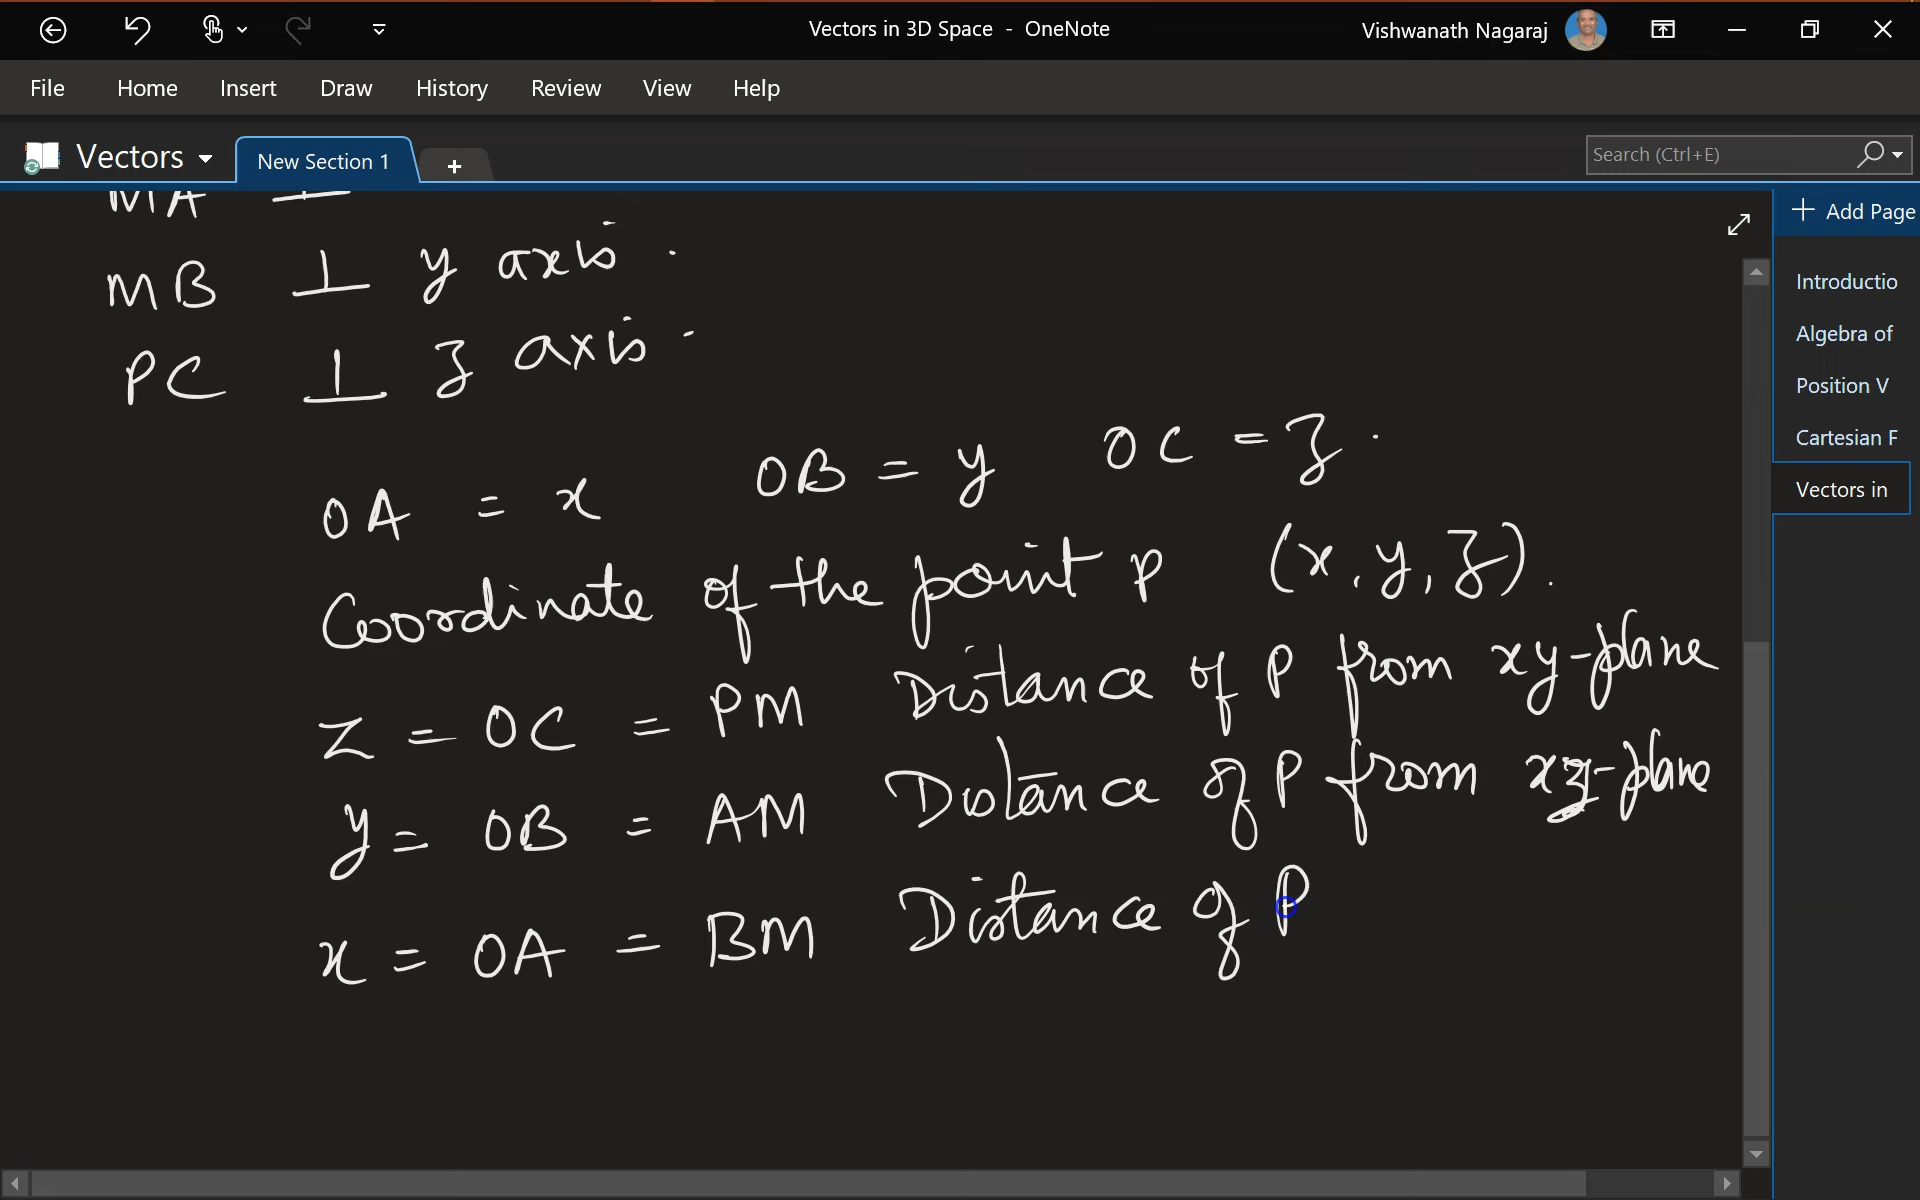 Vectors in 3D Space - OneNote
Vishwanath Nagaraj
File Home Insert Draw History Review View Help
Vectors
New Section 1
+
Search (Ctrl+E)
+ Add Page
Introductio
Algebra of
Position V
Cartesian F
Vectors in
MA ⊥
MB ⊥ y axis.
PC ⊥ z axis.
OA = x OB = y OC = z.
Coordinate of the point P (x, y, z).
z = OC = PM Distance of P from xy-plane
y = OB = AM Distance of P from xz-plane
x = OA = BM Distance of P